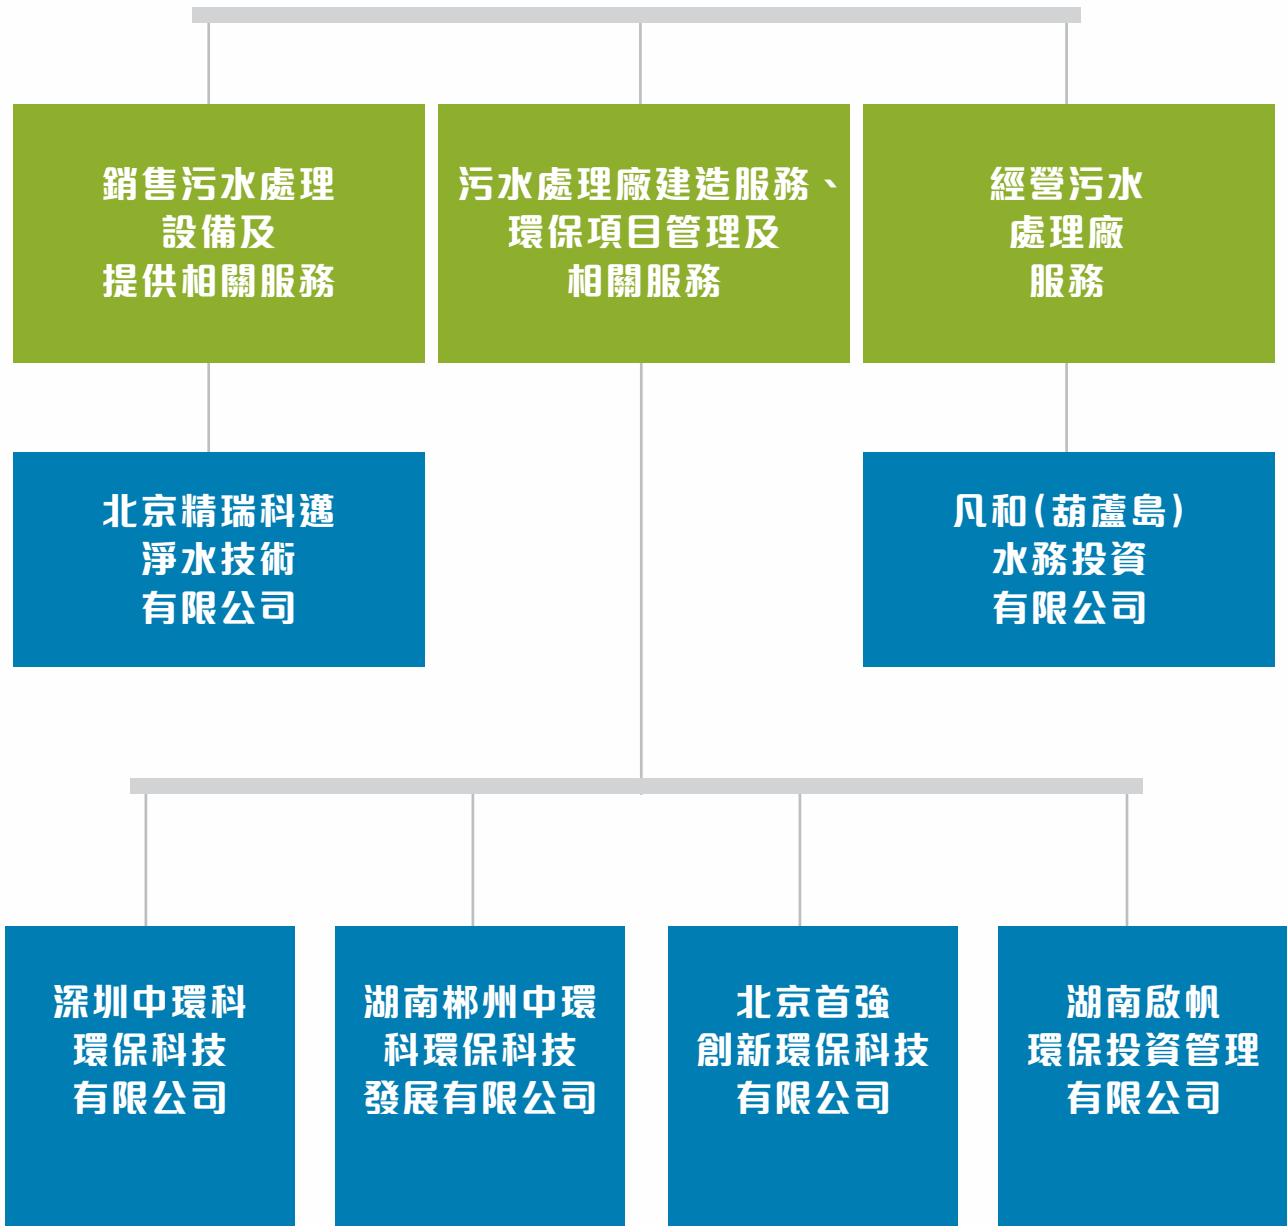 銷售污水處理
設備及
提供相關服務
污水處理廠建造服務、
環保項目管理及
相關服務
經營污水
處理廠
服務
北京精瑞科邁
淨水技術
有限公司
凡和(葫蘆島)
水務投資
有限公司
深圳中環科
環保科技
有限公司
湖南郴州中環
科環保科技
發展有限公司
北京首強
創新環保科技
有限公司
湖南啟帆
環保投資管理
有限公司